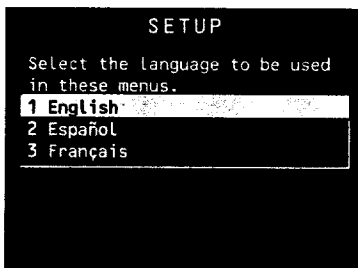 SETUP
Select the language to be used
in these menus.
1 English
2 Español
3 Français